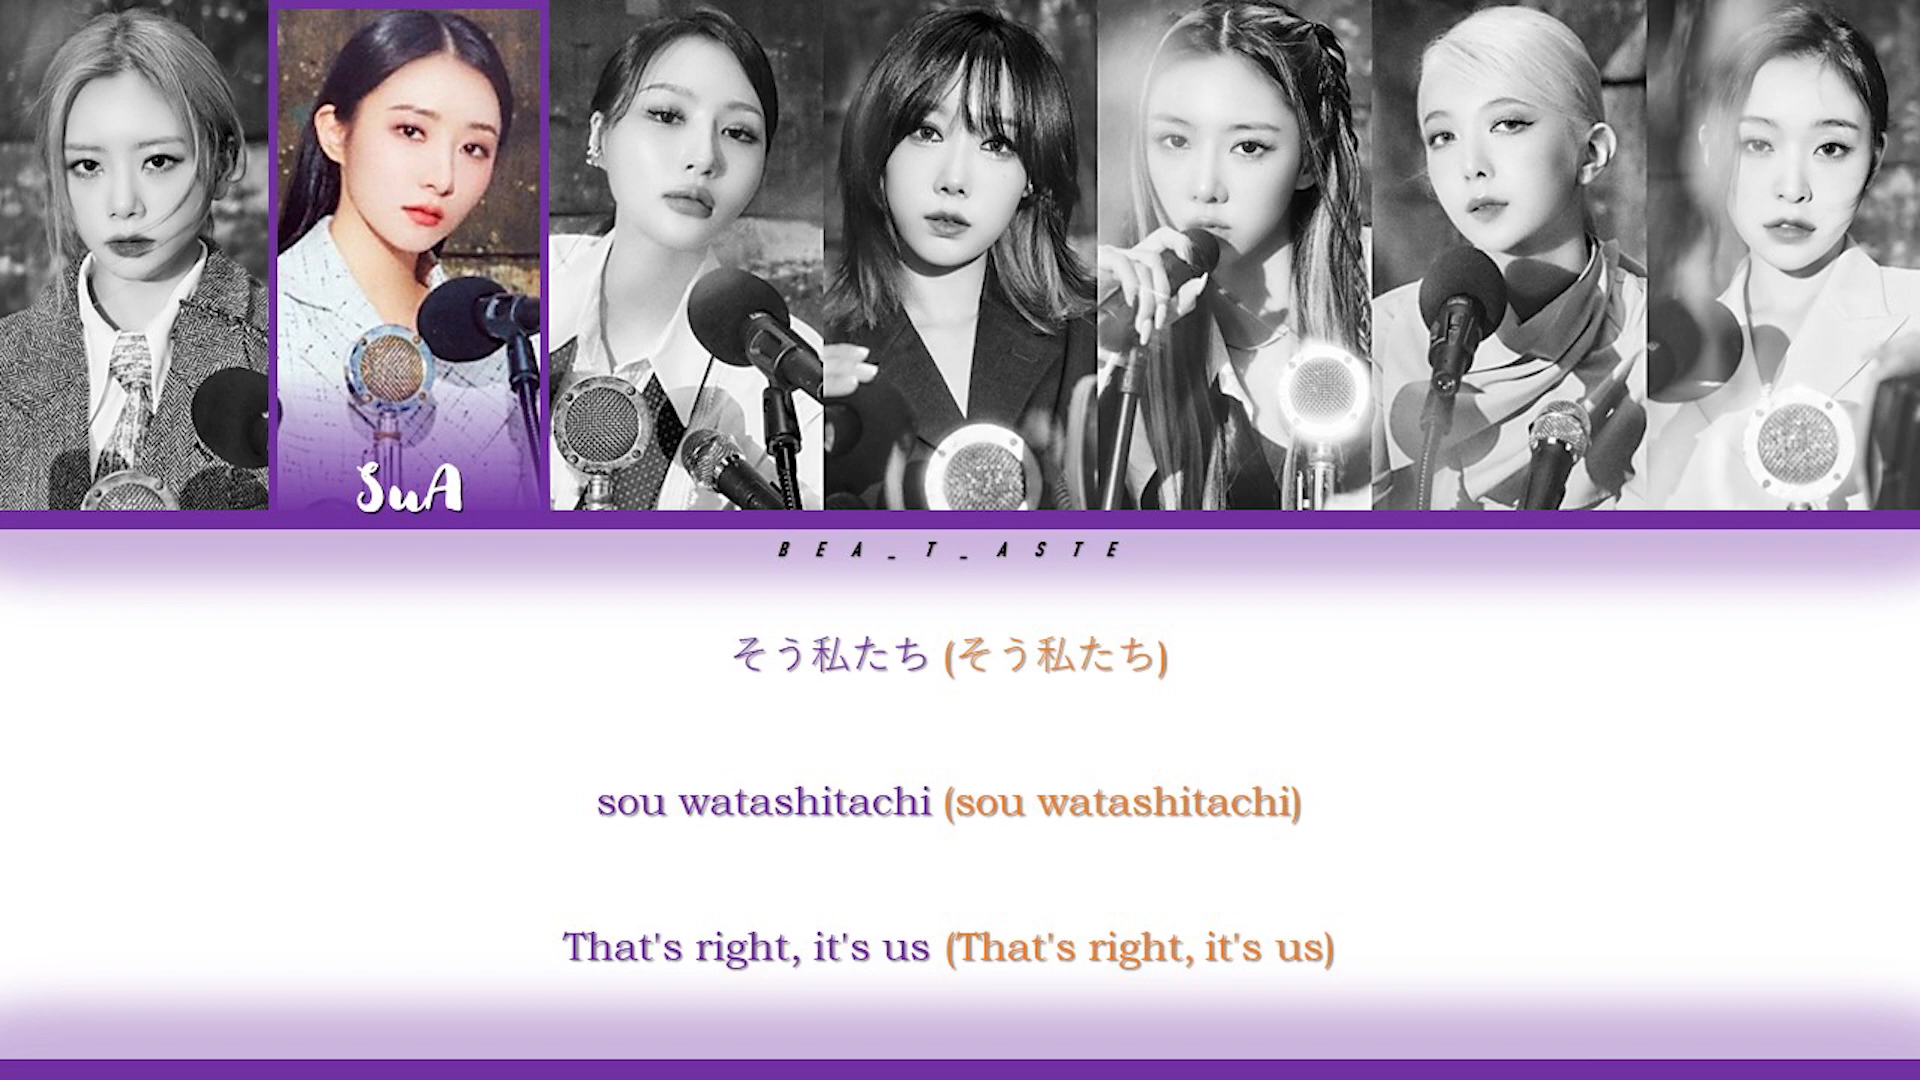 SuA
BEA_T_ASTE
そう私たち (そう私たち)
sou watashitachi (sou watashitachi)
That's right, it's us (That's right, it's us)